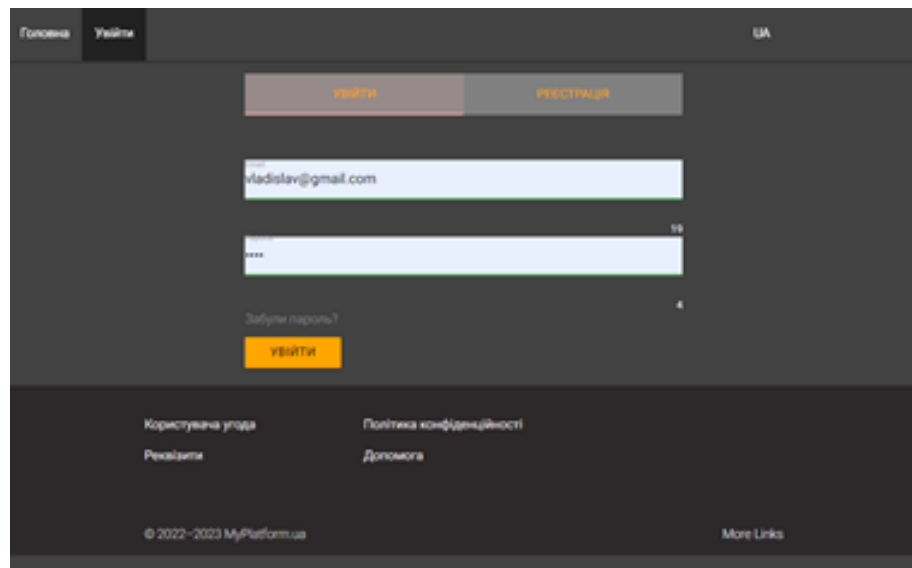 Головна Увійти UA
УВІЙТИ РЕЄСТРАЦІЯ
vladislav@gmail.com
19
••••
4
Забули пароль?
УВІЙТИ
Користувача угода Політика конфіденційності
Реквізити Допомога
© 2022–2023 MyPlatform.ua More Links